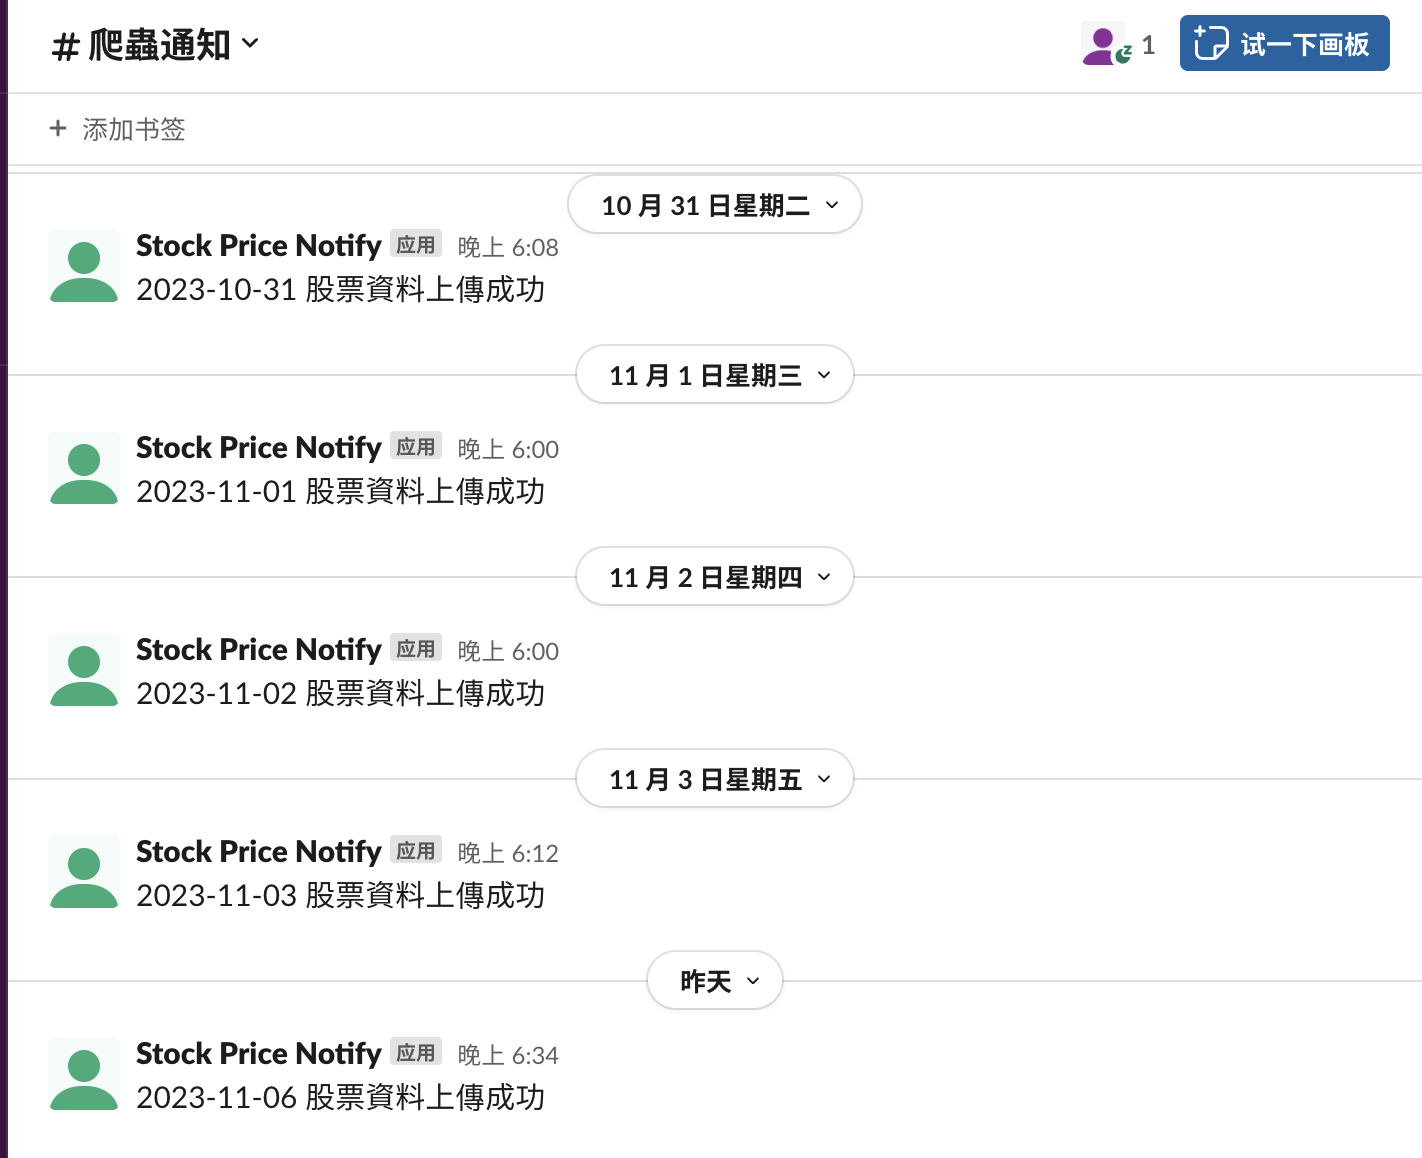 # 爬蟲通知
1
试一下画板
+ 添加书签
10 月 31 日星期二
Stock Price Notify 应用 晚上 6:08
2023-10-31 股票資料上傳成功
11 月 1 日星期三
Stock Price Notify 应用 晚上 6:00
2023-11-01 股票資料上傳成功
11 月 2 日星期四
Stock Price Notify 应用 晚上 6:00
2023-11-02 股票資料上傳成功
11 月 3 日星期五
Stock Price Notify 应用 晚上 6:12
2023-11-03 股票資料上傳成功
昨天
Stock Price Notify 应用 晚上 6:34
2023-11-06 股票資料上傳成功